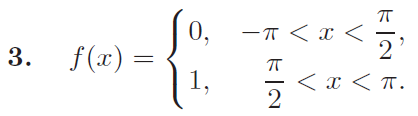 3. f(x) = { 0, −π < x < π/2,
1, π/2 < x < π.